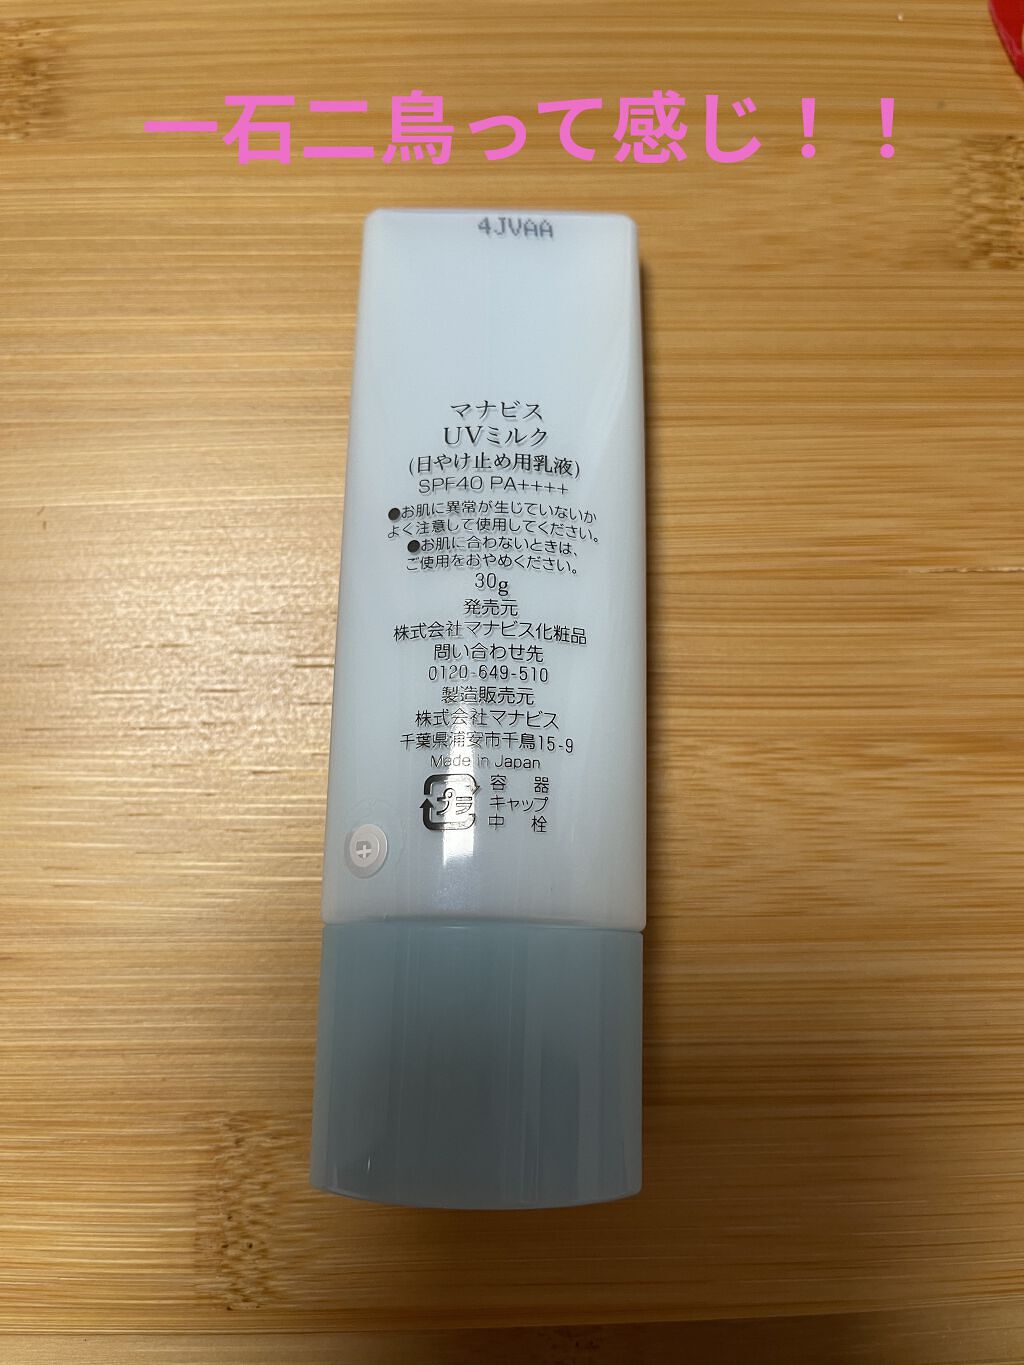 一石二鳥って感じ！！
4JVAA
マナビス
UVミルク
(日やけ止め用乳液)
SPF40 PA++++
●お肌に異常が生じていないか
よく注意して使用してください。
●お肌に合わないときは、
ご使用をおやめください。
30g
発売元
株式会社マナビス化粧品
問い合わせ先
0120-649-510
製造販売元
株式会社マナビス
千葉県浦安市千鳥15-9
Made in Japan
プラ 容器
キャップ
中栓